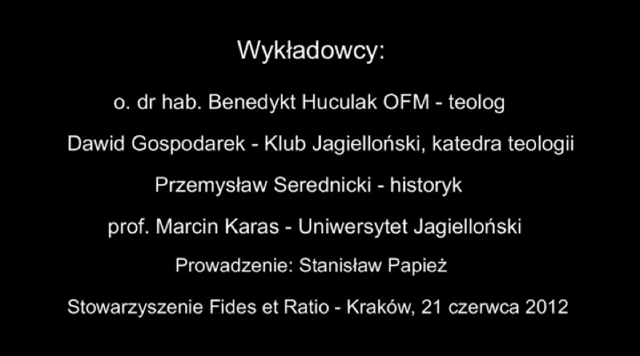 Wykładowcy:
o. dr hab. Benedykt Huculak OFM - teolog
Dawid Gospodarek - Klub Jagielloński, katedra teologii
Przemysław Serednicki - historyk
prof. Marcin Karas - Uniwersytet Jagielloński
Prowadzenie: Stanisław Papież
Stowarzyszenie Fides et Ratio - Kraków, 21 czerwca 2012